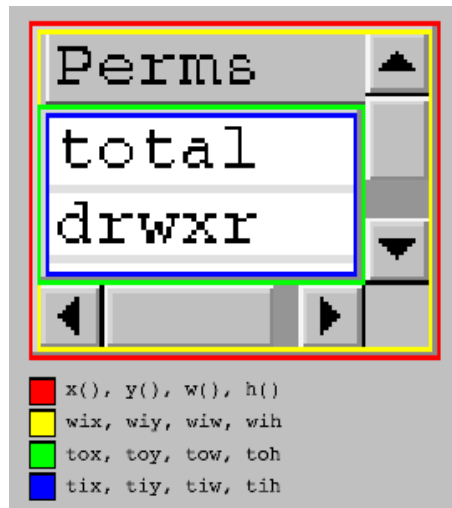 Perms
total
drwxr
x(), y(), w(), h()
wix, wiy, wiw, wih
tox, toy, tow, toh
tix, tiy, tiw, tih